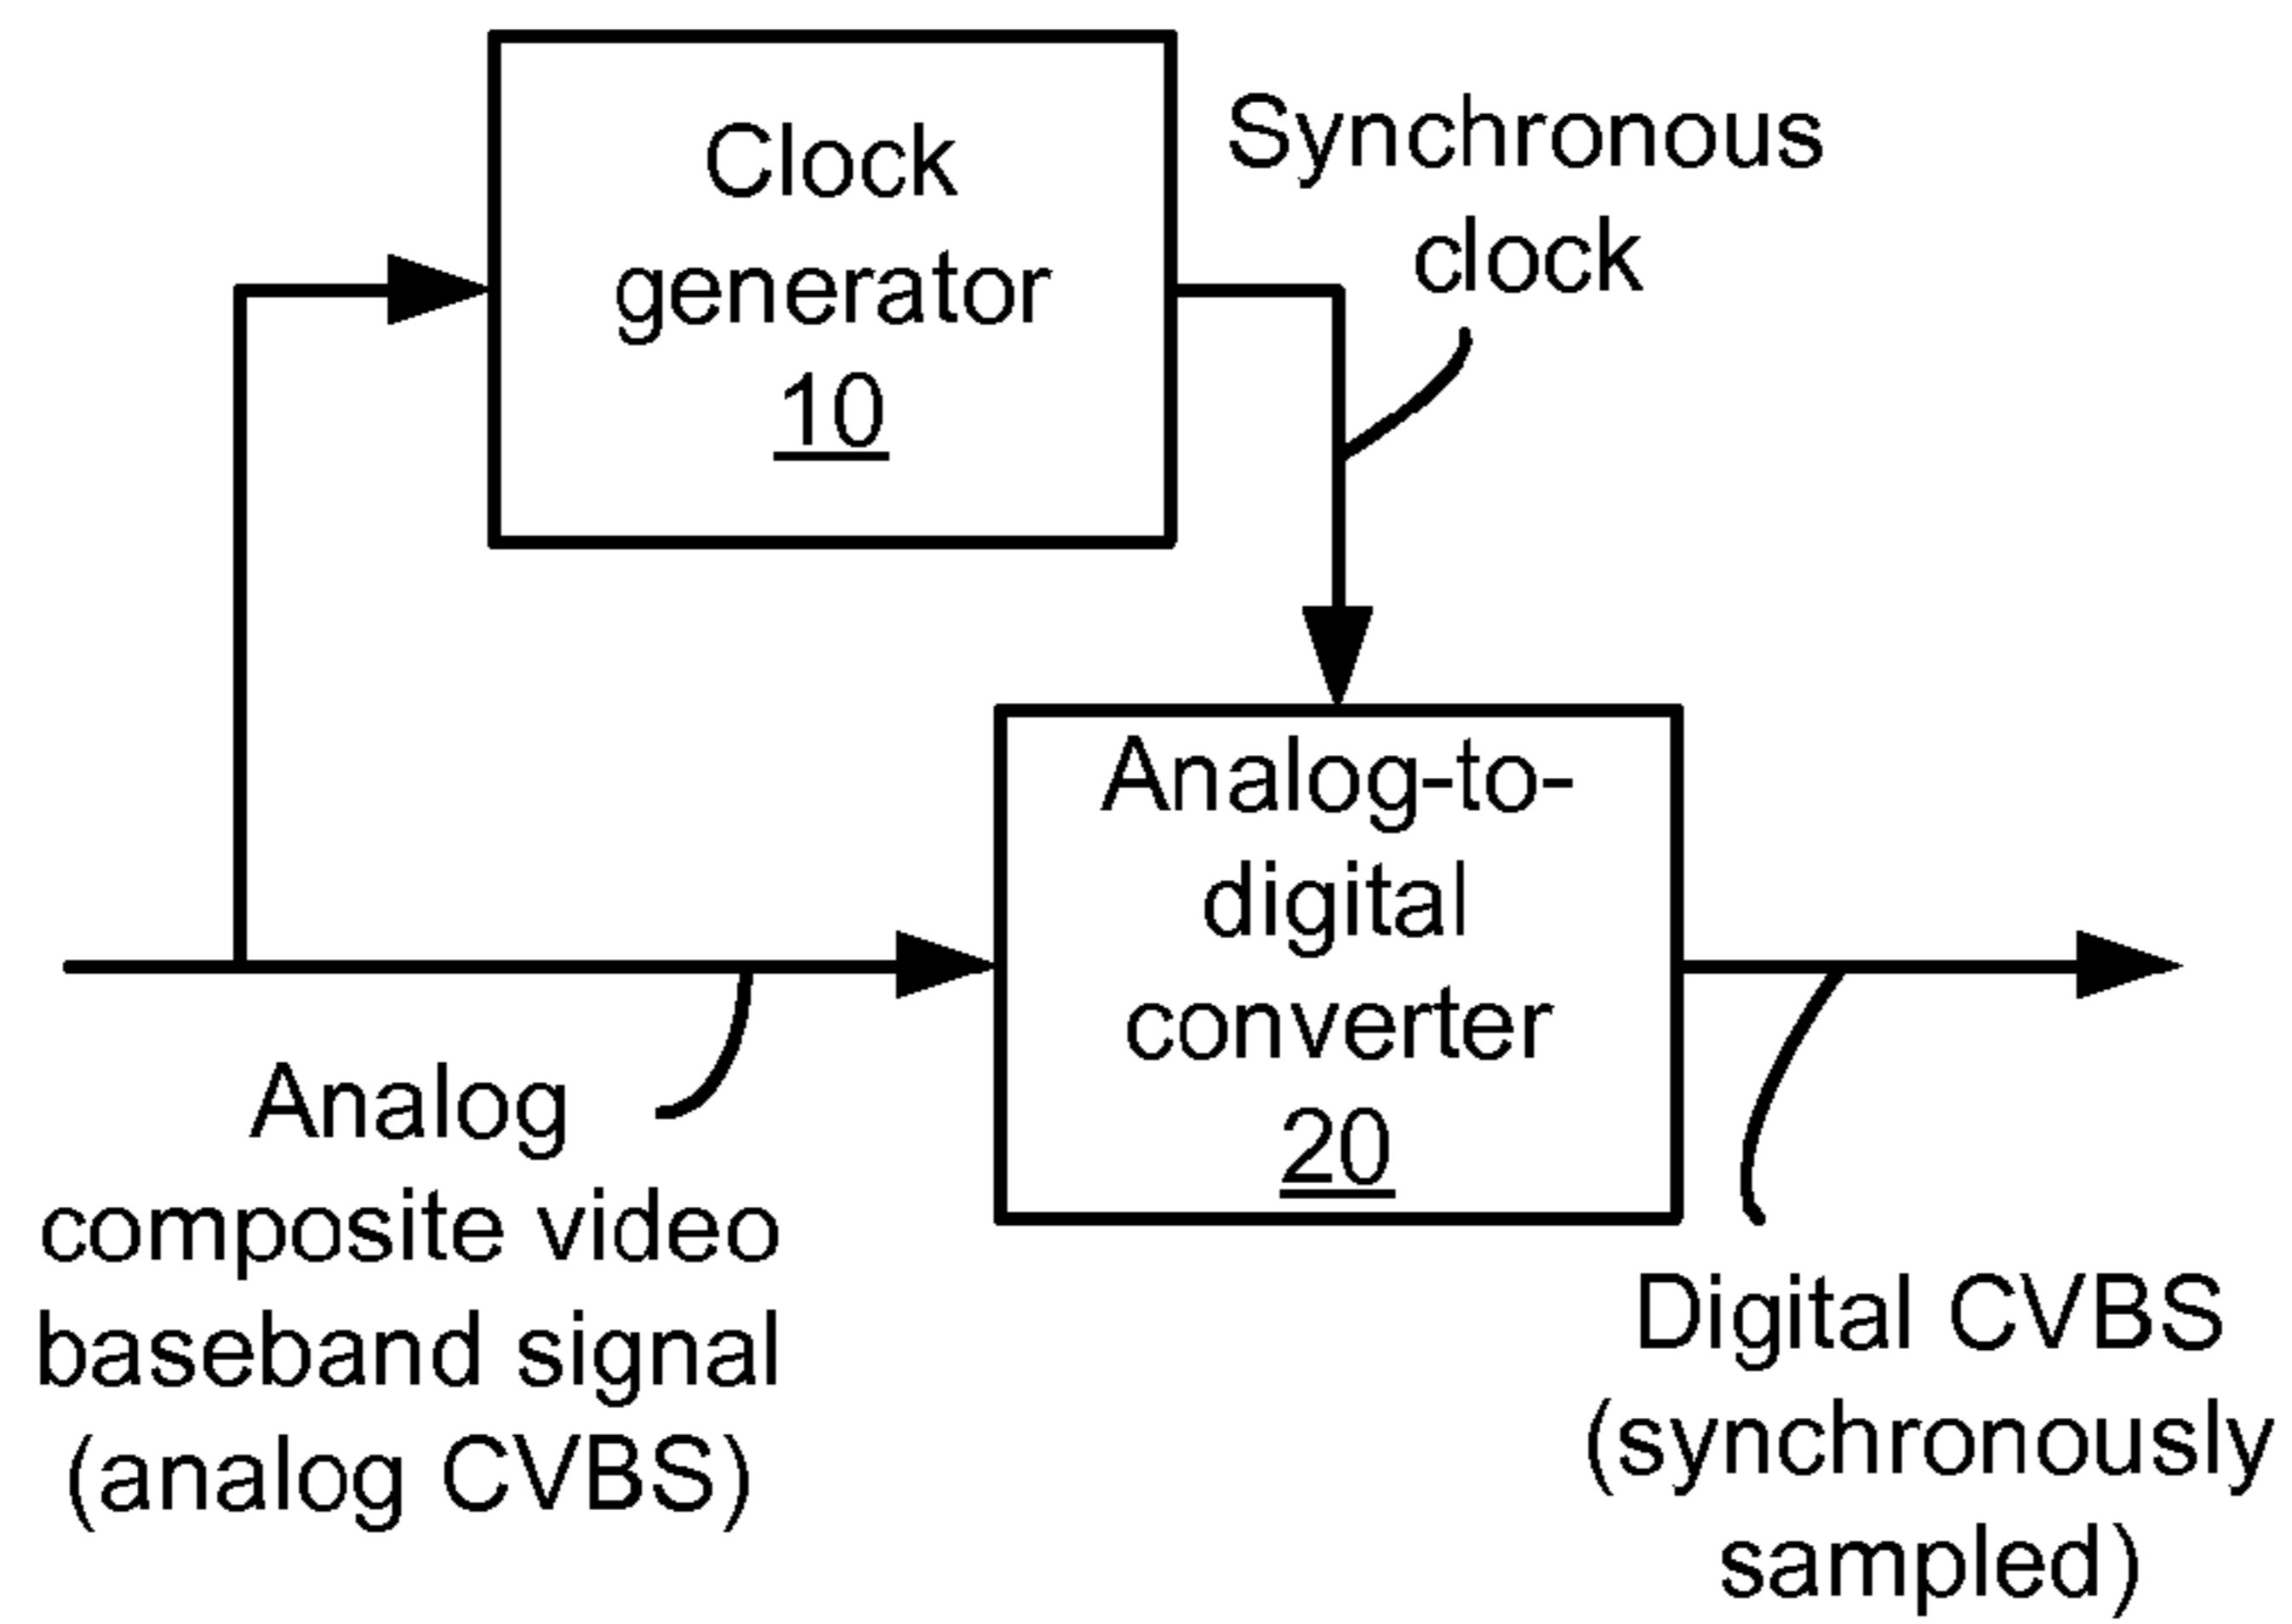 Clock
generator
10
Synchronous
clock
Analog-to-
digital
converter
20
Analog
composite video
baseband signal
(analog CVBS)
Digital CVBS
(synchronously
sampled)